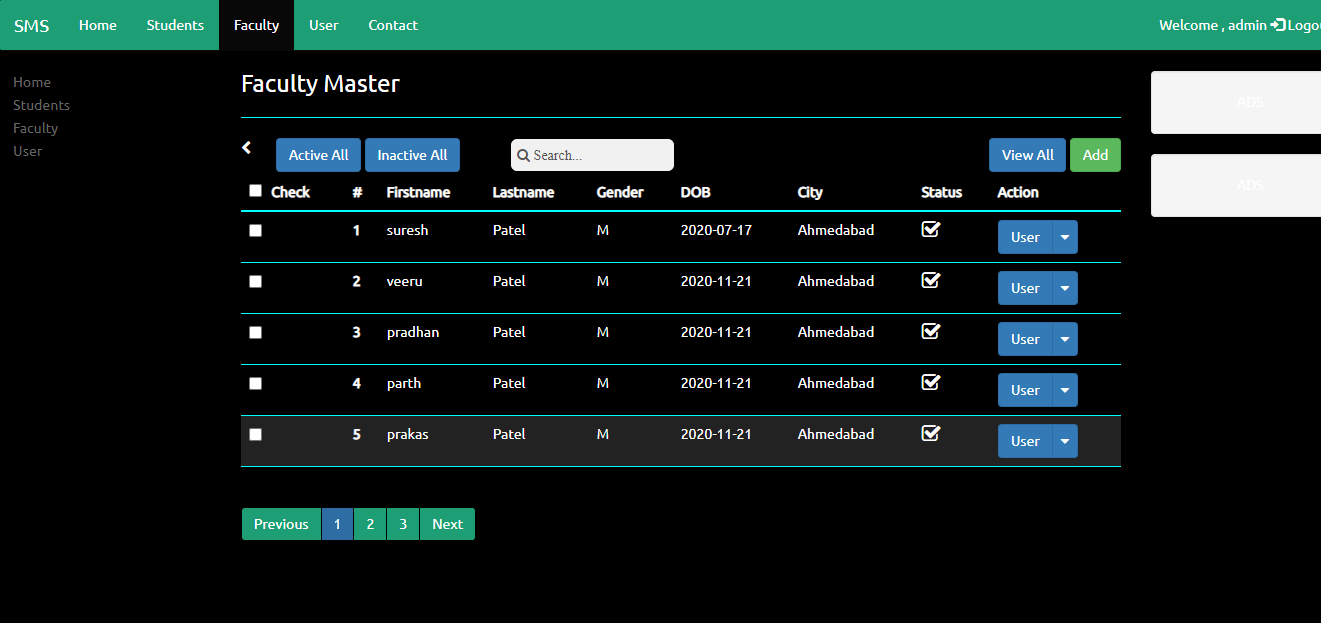 SMS Home Students Faculty User Contact Welcome , admin Logou
Home
Students
Faculty
User
Faculty Master
Active All Inactive All Search... View All Add
Check # Firstname Lastname Gender DOB City Status Action
1 suresh Patel M 2020-07-17 Ahmedabad User
2 veeru Patel M 2020-11-21 Ahmedabad User
3 pradhan Patel M 2020-11-21 Ahmedabad User
4 parth Patel M 2020-11-21 Ahmedabad User
5 prakas Patel M 2020-11-21 Ahmedabad User
Previous 1 2 3 Next
ADS
ADS